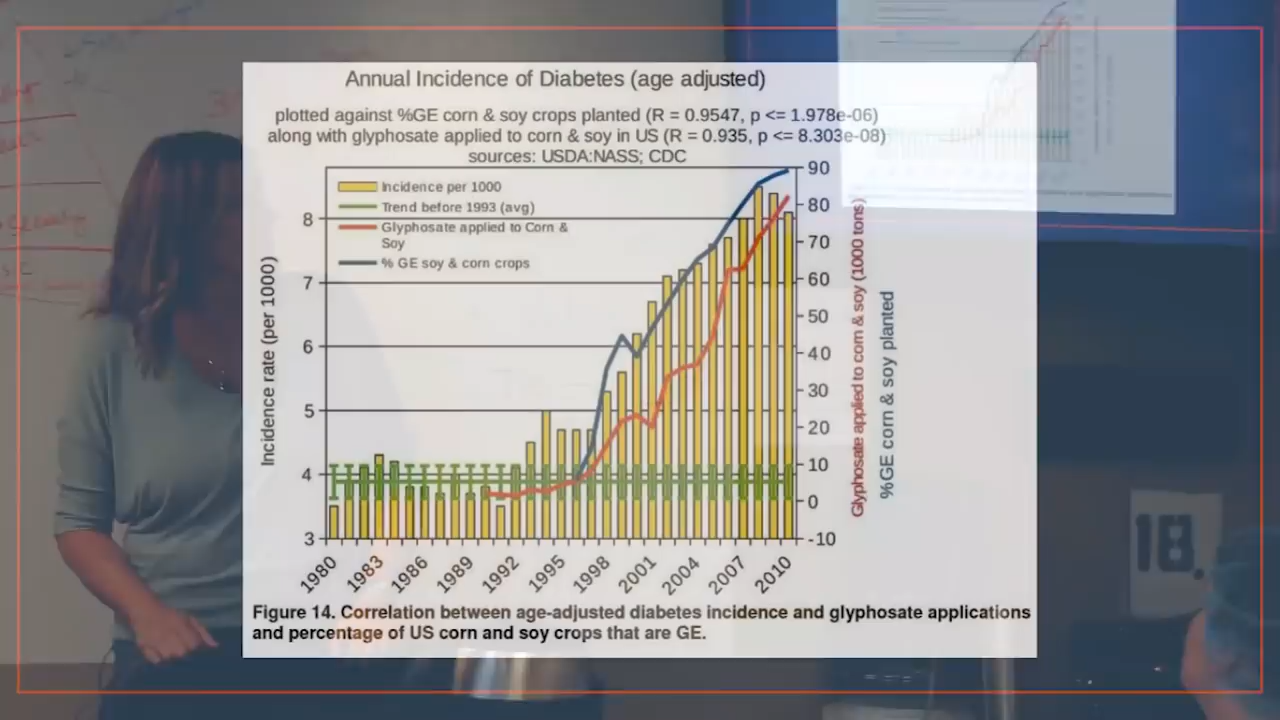 Annual Incidence of Diabetes (age adjusted)
plotted against %GE corn & soy crops planted (R = 0.9547, p <= 1.978e-06)
along with glyphosate applied to corn & soy in US (R = 0.935, p <= 8.303e-08)
sources: USDA:NASS; CDC
Incidence per 1000
Trend before 1993 (avg)
Glyphosate applied to Corn &
Soy
% GE soy & corn crops
Incidence rate (per 1000)
8
7
6
5
4
3
90
80
70
60
50
40
30
20
10
0
-10
Glyphosate applied to corn & soy (1000 tons)
%GE corn & soy planted
1980
1983
1986
1989
1992
1995
1998
2001
2004
2007
2010
Figure 14. Correlation between age-adjusted diabetes incidence and glyphosate applications
and percentage of US corn and soy crops that are GE.
18.